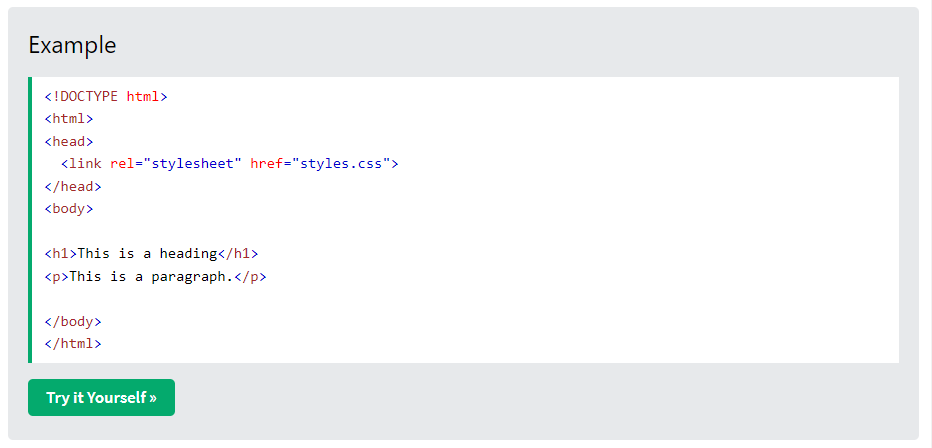 Example
<!DOCTYPE html>
<html>
<head>
  <link rel="stylesheet" href="styles.css">
</head>
<body>
<h1>This is a heading</h1>
<p>This is a paragraph.</p>
</body>
</html>
Try it Yourself »